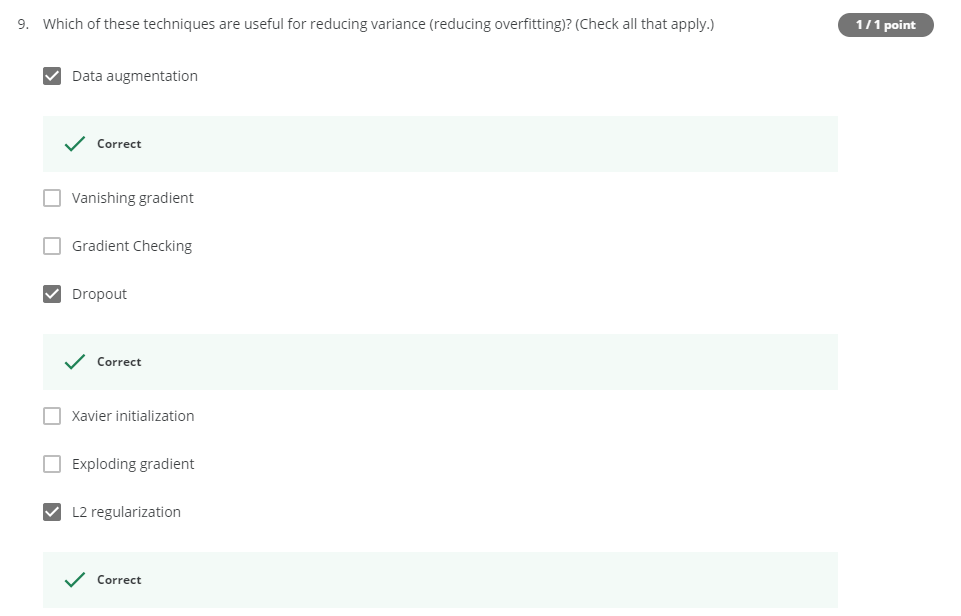 9. Which of these techniques are useful for reducing variance (reducing overfitting)? (Check all that apply.)
1 / 1 point
Data augmentation
Correct
Vanishing gradient
Gradient Checking
Dropout
Correct
Xavier initialization
Exploding gradient
L2 regularization
Correct